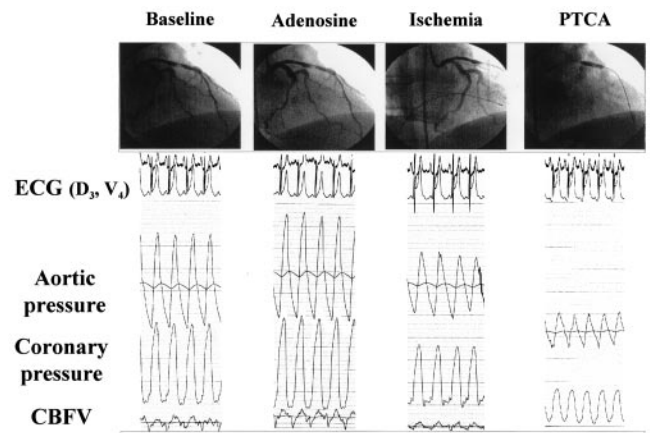 Baseline
Adenosine
Ischemia
PTCA
ECG (D₃, V₄)
Aortic
pressure
Coronary
pressure
CBFV